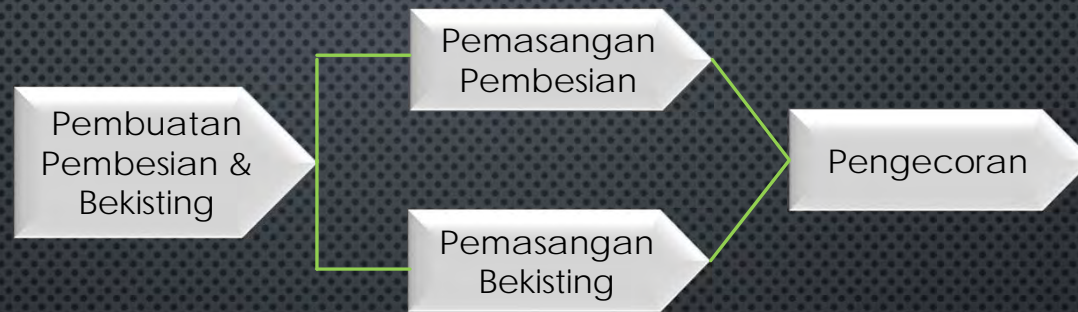 Pembuatan
Pembesian &
Bekisting
Pemasangan
Pembesian
Pemasangan
Bekisting
Pengecoran